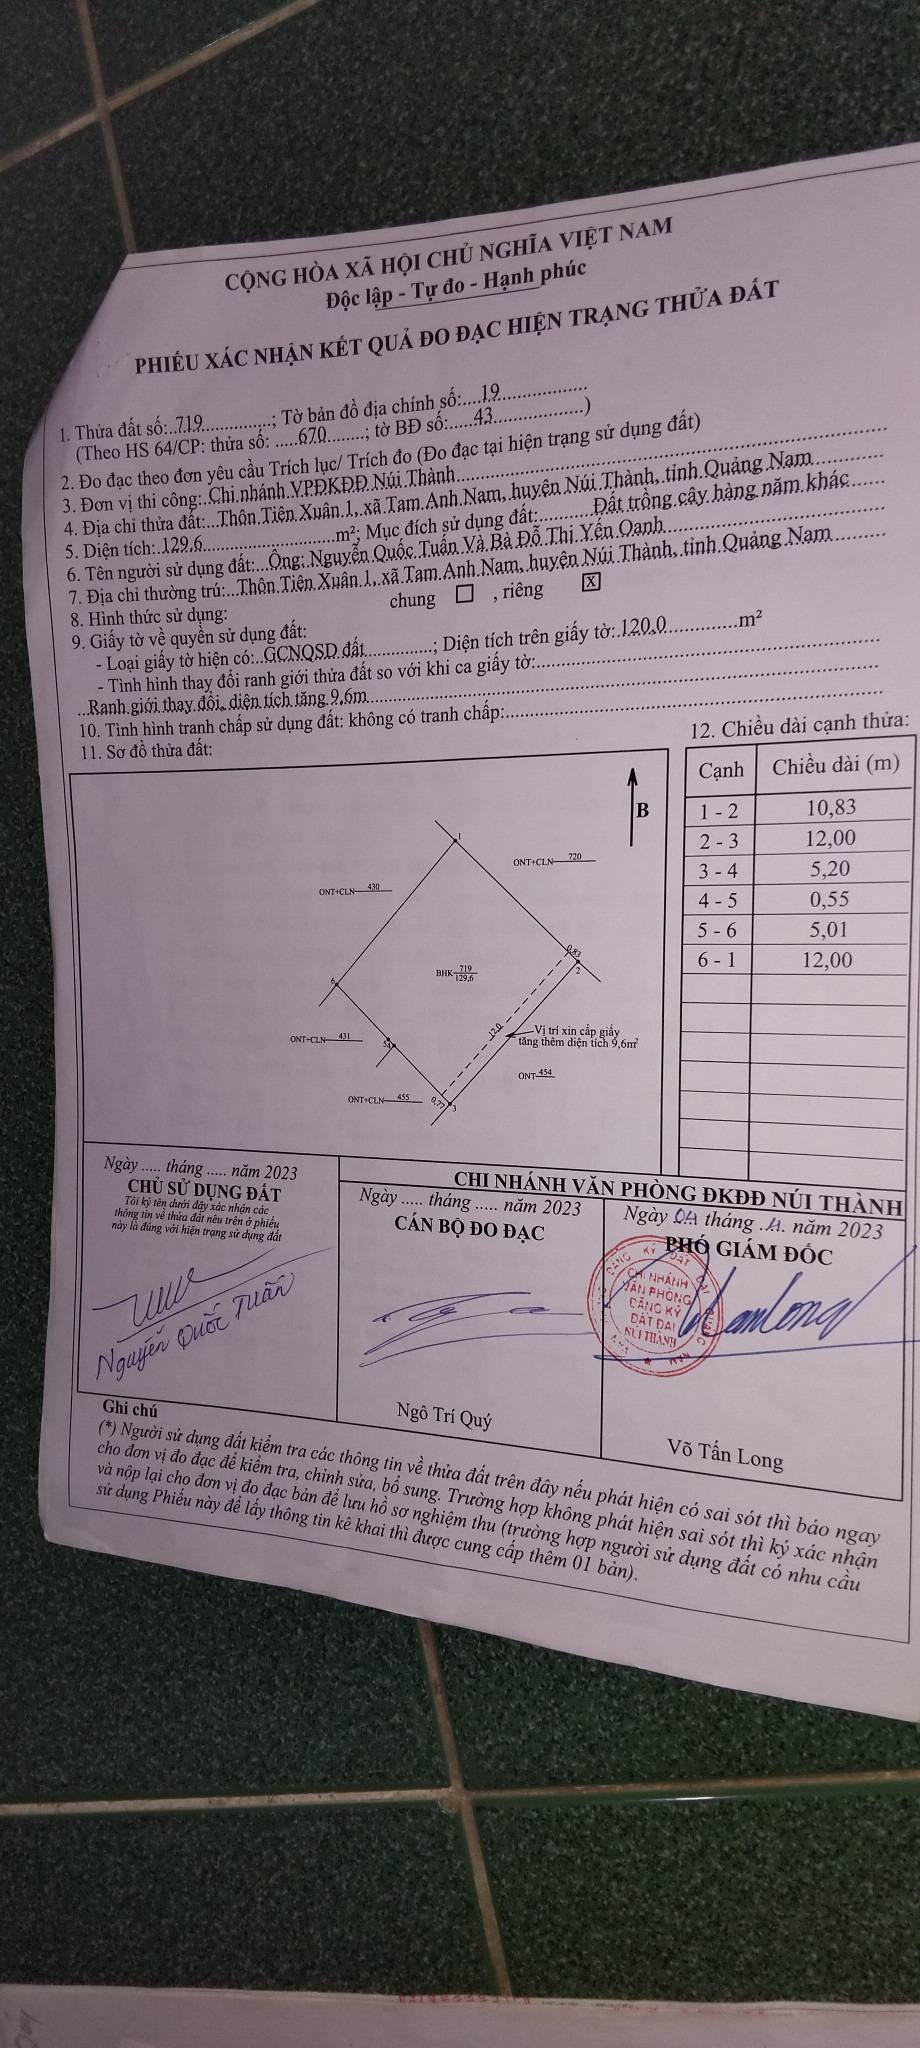 CỘNG HÒA XÃ HỘI CHỦ NGHĨA VIỆT NAM
Độc lập - Tự do - Hạnh phúc
PHIẾU XÁC NHẬN KẾT QUẢ ĐO ĐẠC HIỆN TRẠNG THỬA ĐẤT
1. Thửa đất số:..719...............; Tờ bản đồ địa chính số:....19..................
(Theo HS 64/CP: thửa số: .....670........; tờ BĐ số:.....43..................)
2. Đo đạc theo đơn yêu cầu Trích lục/ Trích đo (Đo đạc tại hiện trạng sử dụng đất)
3. Đơn vị thi công: Chi nhánh VPĐKĐĐ Núi Thành
4. Địa chỉ thửa đất:...Thôn Tiên Xuân 1, xã Tam Anh Nam, huyện Núi Thành, tỉnh Quảng Nam
5. Diện tích: 129,6..........................m²; Mục đích sử dụng đất:..........Đất trồng cây hàng năm khác......
6. Tên người sử dụng đất:...Ông: Nguyễn Quốc Tuấn Và Bà Đỗ Thị Yến Oanh
7. Địa chỉ thường trú:...Thôn Tiên Xuân 1, xã Tam Anh Nam, huyện Núi Thành, tỉnh Quảng Nam
8. Hình thức sử dụng: chung ☐ , riêng ☒
9. Giấy tờ về quyền sử dụng đất:
- Loại giấy tờ hiện có:..GCNQSD đất..............; Diện tích trên giấy tờ: 120,0..............m²
- Tình hình thay đổi ranh giới thửa đất so với khi ca giấy tờ:
..Ranh giới thay đổi, diện tích tăng 9,6m
10. Tình hình tranh chấp sử dụng đất: không có tranh chấp:
11. Sơ đồ thửa đất:
12. Chiều dài cạnh thửa:
Cạnh Chiều dài (m)
1 - 2 10,83
2 - 3 12,00
3 - 4 5,20
4 - 5 0,55
5 - 6 5,01
6 - 1 12,00
B
1
ONT+CLN 720
ONT+CLN 430
0,83
2
BHK 719
129,6
6
12,0
Vị trí xin cấp giấy
tăng thêm diện tích 9,6m²
ONT+CLN 431
54
ONT 454
ONT+CLN 455
0,77
3
Ngày ..... tháng ..... năm 2023
CHỦ SỬ DỤNG ĐẤT
Tôi ký tên dưới đây xác nhận các
thông tin về thửa đất nêu trên ở phiếu
này là đúng với hiện trạng sử dụng đất
Nguyễn Quốc Tuấn
CHI NHÁNH VĂN PHÒNG ĐKĐĐ NÚI THÀNH
Ngày ..... tháng ..... năm 2023
CÁN BỘ ĐO ĐẠC
Ngô Trí Quý
Ngày 04 tháng .11. năm 2023
PHÓ GIÁM ĐỐC
CHI NHÁNH
VĂN PHÒNG
ĐĂNG KÝ
ĐẤT ĐAI
NÚI THÀNH
Võ Tấn Long
Ghi chú
(*) Người sử dụng đất kiểm tra các thông tin về thửa đất trên đây nếu phát hiện có sai sót thì báo ngay
cho đơn vị đo đạc để kiểm tra, chỉnh sửa, bổ sung. Trường hợp không phát hiện sai sót thì ký xác nhận
và nộp lại cho đơn vị đo đạc bản để lưu hồ sơ nghiệm thu (trường hợp người sử dụng đất có nhu cầu
sử dụng Phiếu này để lấy thông tin kê khai thì được cung cấp thêm 01 bản).